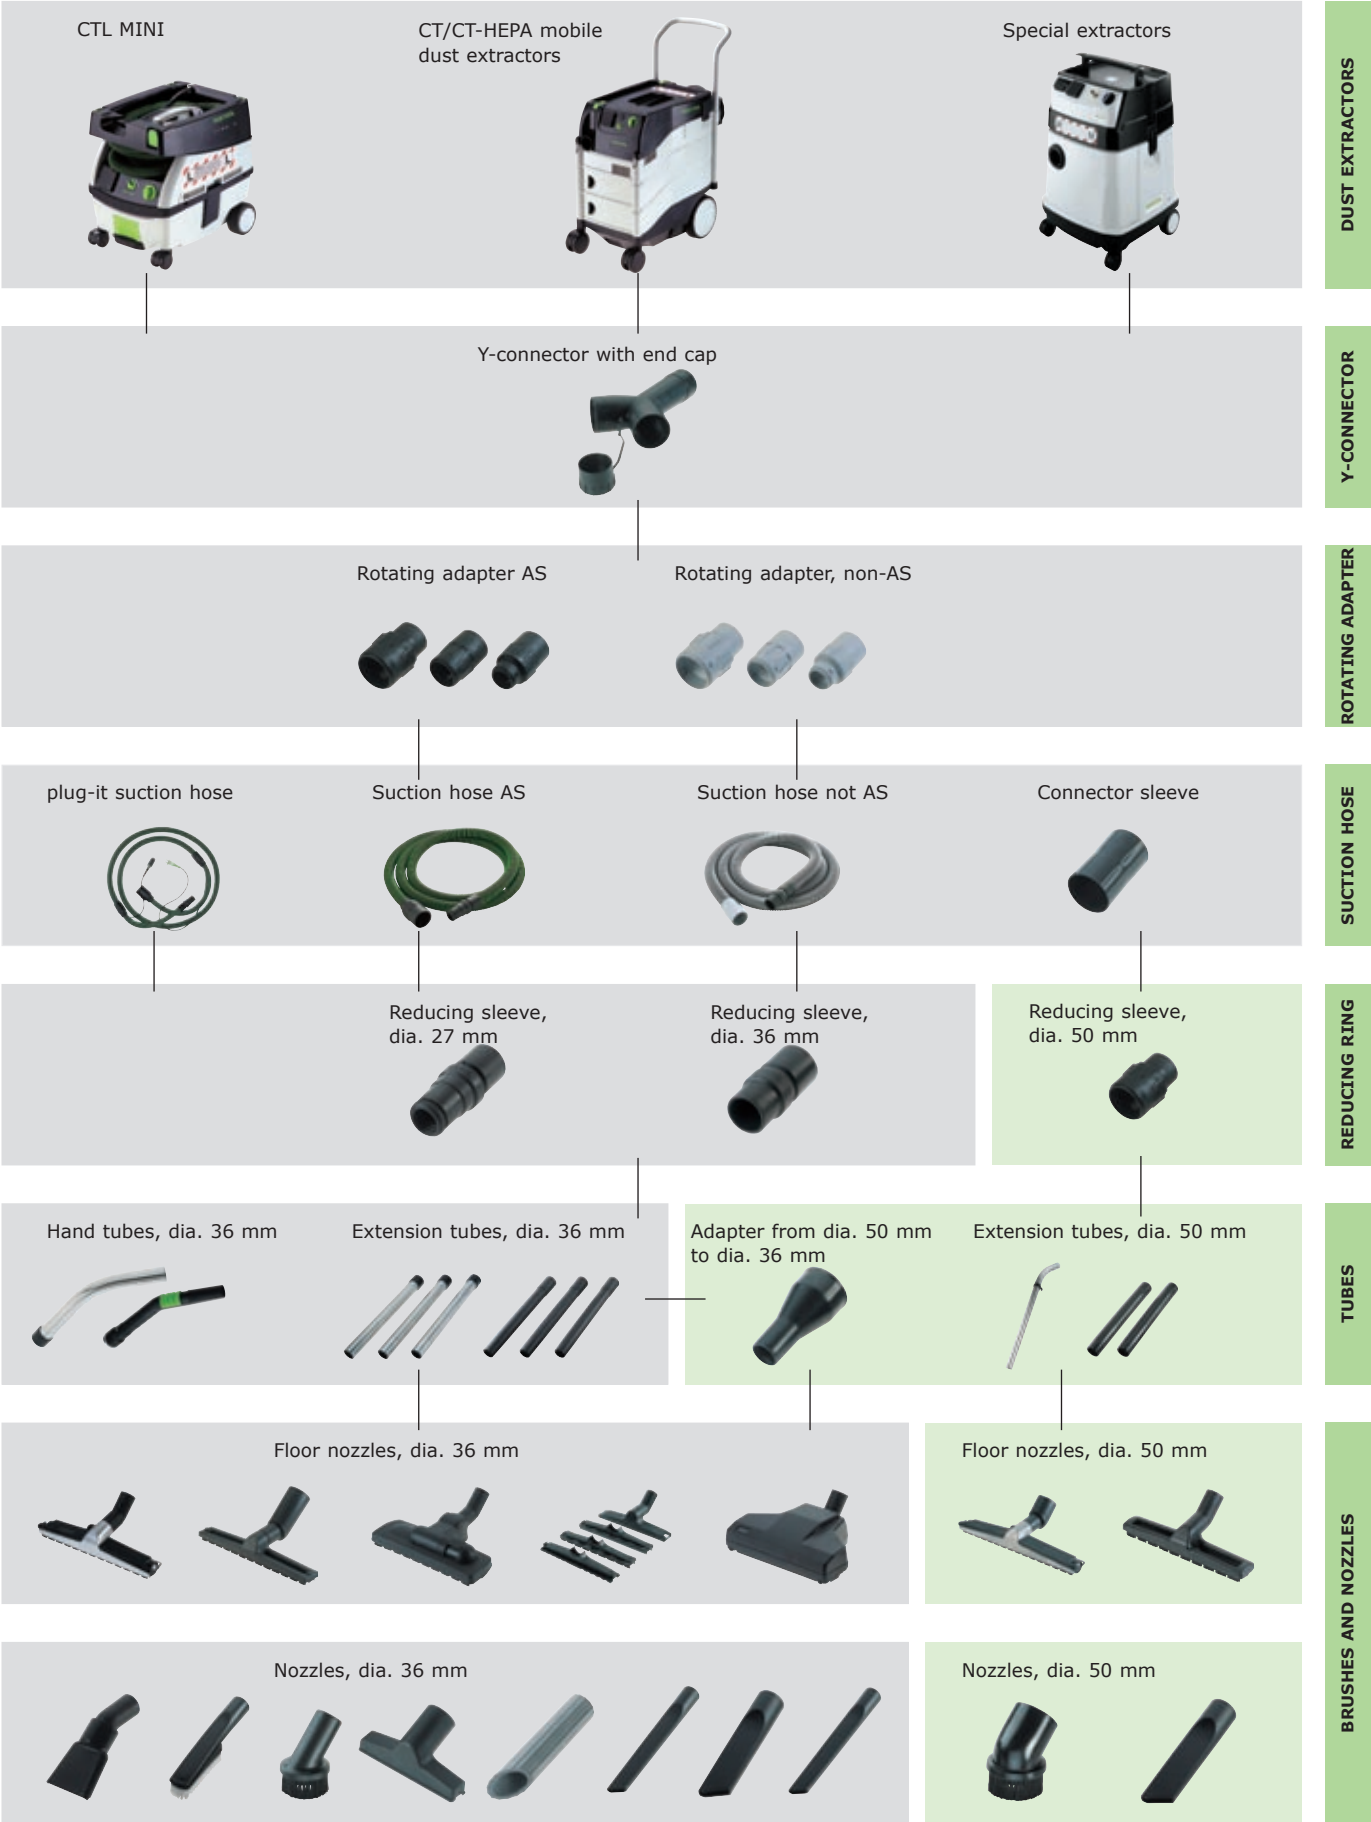 CTL MINI
CT/CT-HEPA mobile
dust extractors
Special extractors
DUST EXTRACTORS
Y-connector with end cap
Y-CONNECTOR
Rotating adapter AS
Rotating adapter, non-AS
ROTATING ADAPTER
plug-it suction hose
Suction hose AS
Suction hose not AS
Connector sleeve
SUCTION HOSE
Reducing sleeve,
dia. 27 mm
Reducing sleeve,
dia. 36 mm
Reducing sleeve,
dia. 50 mm
REDUCING RING
Hand tubes, dia. 36 mm
Extension tubes, dia. 36 mm
Adapter from dia. 50 mm
to dia. 36 mm
Extension tubes, dia. 50 mm
TUBES
Floor nozzles, dia. 36 mm
Floor nozzles, dia. 50 mm
Nozzles, dia. 36 mm
Nozzles, dia. 50 mm
BRUSHES AND NOZZLES